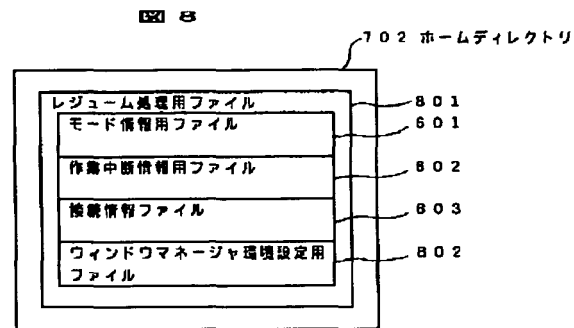 図 8
702 ホームディレクトリ
レジューム処理用ファイル
801
モード情報用ファイル
601
作業中断情報用ファイル
602
接続情報ファイル
603
ウィンドウマネージャ環境設定用
ファイル
802